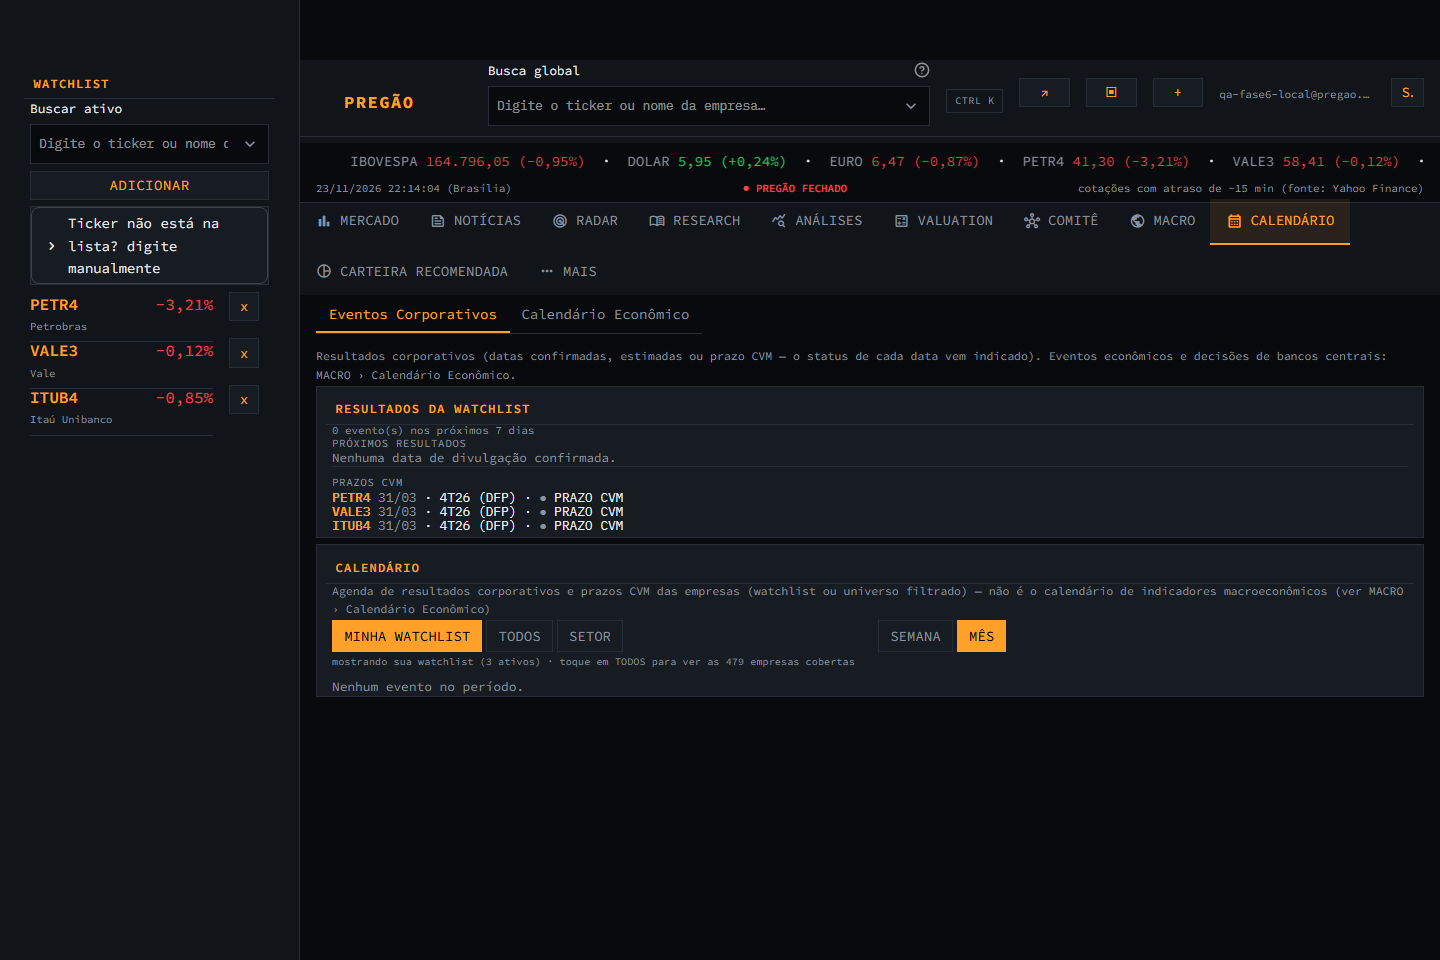 WATCHLIST
Buscar ativo
Digite o ticker ou nome d
ADICIONAR
Ticker não está na
lista? digite
manualmente
PETR4 -3,21% x
Petrobras
VALE3 -0,12% x
Vale
ITUB4 -0,85% x
Itaú Unibanco
PREGÃO
Busca global
Digite o ticker ou nome da empresa…
CTRL K
+
qa-fase6-local@pregao.…
S.
IBOVESPA 164.796,05 (-0,95%) • DOLAR 5,95 (+0,24%) • EURO 6,47 (-0,87%) • PETR4 41,30 (-3,21%) • VALE3 58,41 (-0,12%) •
23/11/2026 22:14:04 (Brasília)
● PREGÃO FECHADO
cotações com atraso de ~15 min (fonte: Yahoo Finance)
MERCADO NOTÍCIAS RADAR RESEARCH ANÁLISES VALUATION COMITÊ MACRO CALENDÁRIO
CARTEIRA RECOMENDADA MAIS
Eventos Corporativos Calendário Econômico
Resultados corporativos (datas confirmadas, estimadas ou prazo CVM — o status de cada data vem indicado). Eventos econômicos e decisões de bancos centrais:
MACRO › Calendário Econômico.
RESULTADOS DA WATCHLIST
0 evento(s) nos próximos 7 dias
PRÓXIMOS RESULTADOS
Nenhuma data de divulgação confirmada.
PRAZOS CVM
PETR4 31/03 · 4T26 (DFP) · ● PRAZO CVM
VALE3 31/03 · 4T26 (DFP) · ● PRAZO CVM
ITUB4 31/03 · 4T26 (DFP) · ● PRAZO CVM
CALENDÁRIO
Agenda de resultados corporativos e prazos CVM das empresas (watchlist ou universo filtrado) — não é o calendário de indicadores macroeconômicos (ver MACRO
› Calendário Econômico)
MINHA WATCHLIST TODOS SETOR SEMANA MÊS
mostrando sua watchlist (3 ativos) · toque em TODOS para ver as 479 empresas cobertas
Nenhum evento no período.